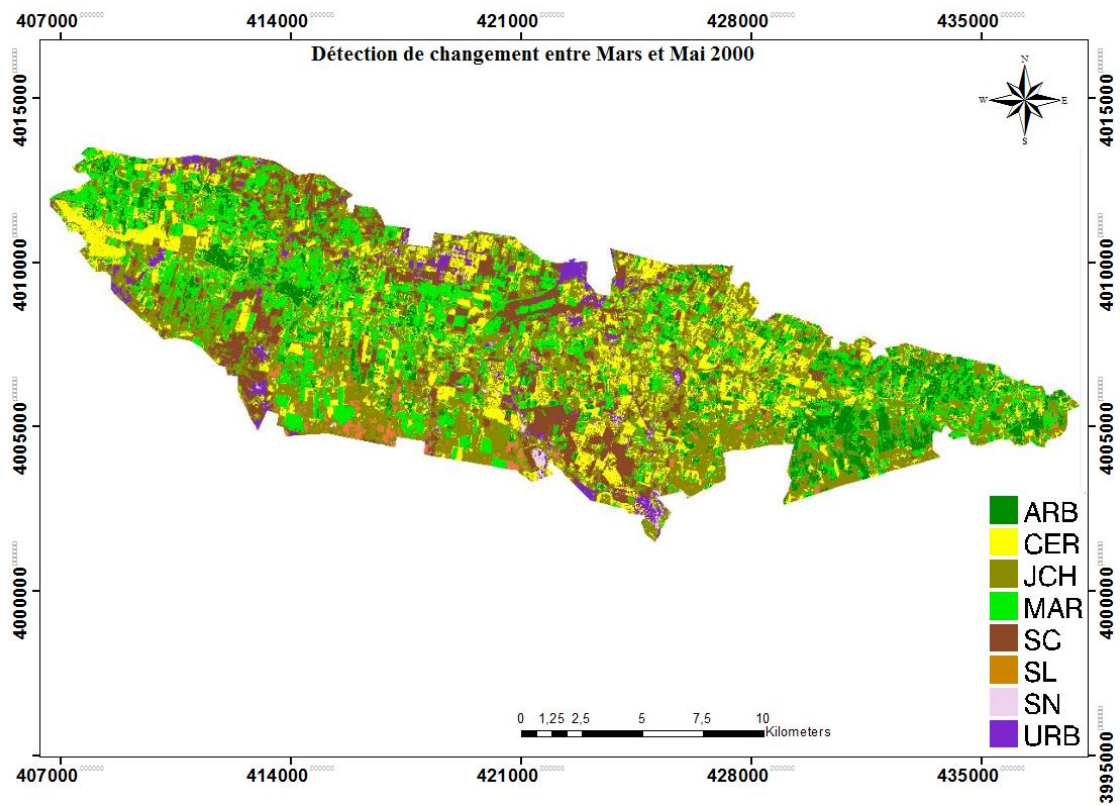 407000 414000 421000 428000 435000
Détection de changement entre Mars et Mai 2000
N
W E
S
4015000 4015000
4010000 4010000
4005000 4005000
4000000 4000000
3995000
ARB
CER
JCH
MAR
SC
SL
SN
URB
0 1,25 2,5 5 7,5 10
Kilometers
407000 414000 421000 428000 435000